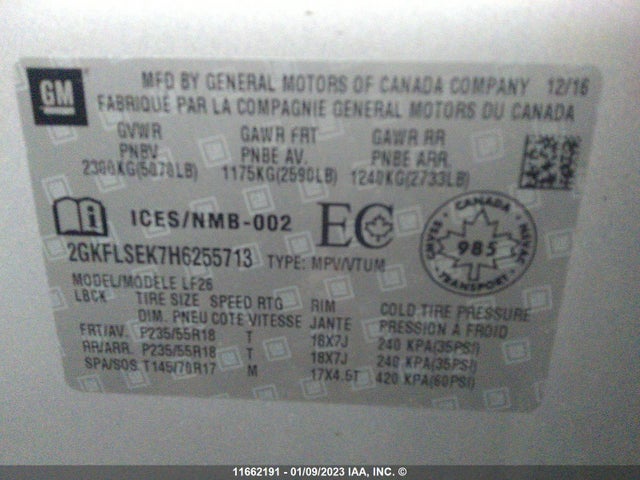 GM
MFD BY GENERAL MOTORS OF CANADA COMPANY 12/16
FABRIQUÉ PAR LA COMPAGNIE GENERAL MOTORS DU CANADA
GVWR GAWR FRT GAWR RR
PNBV PNBE AV. PNBE ARR.
2300KG(5070LB) 1175KG(2590LB) 1240KG(2733LB)
ICES/NMB-002 EC
CANADA
985
TRANSPORT
2GKFLSEK7H6255713 TYPE: MPV/VTUM
MODEL/MODÈLE LF26
LBCK TIRE SIZE SPEED RTG RIM COLD TIRE PRESSURE
DIM. PNEU COTE VITESSE JANTE PRESSION A FROID
FRT/AV. P235/55R18 T 18X7J 240 KPA(35PSI)
RR/ARR. P235/55R18 T 18X7J 240 KPA(35PSI)
SPA/SOS. T145/70R17 M 17X4.5T 420 KPA(60PSI)
11662191 - 01/09/2023 IAA, INC. ©